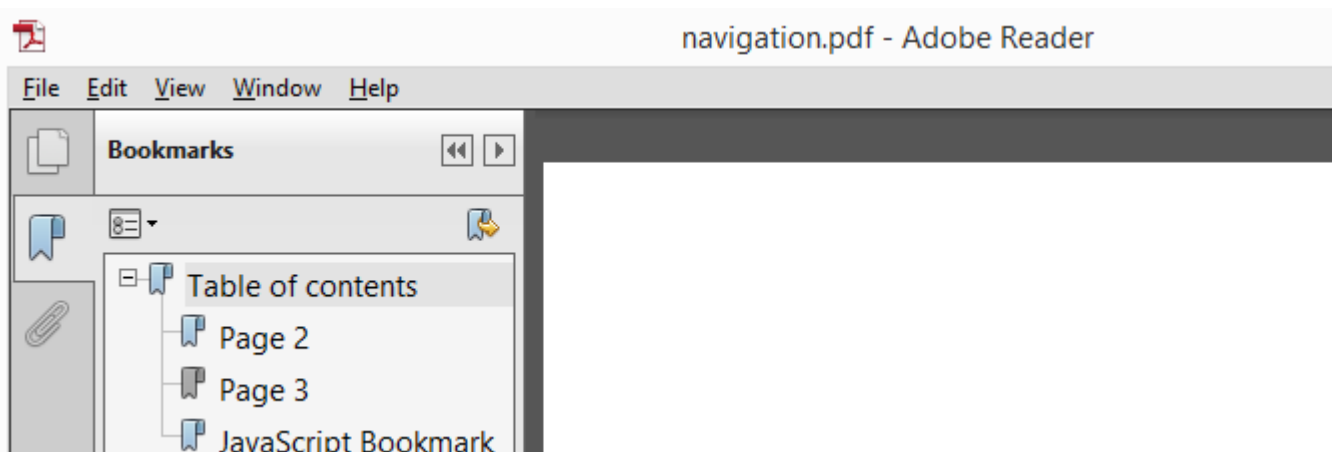 navigation.pdf - Adobe Reader
File Edit View Window Help
Bookmarks
Table of contents
Page 2
Page 3
JavaScript Bookmark